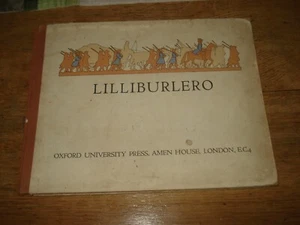 LILLIBURLERO
OXFORD UNIVERSITY PRESS, AMEN HOUSE, LONDON, E.C.4